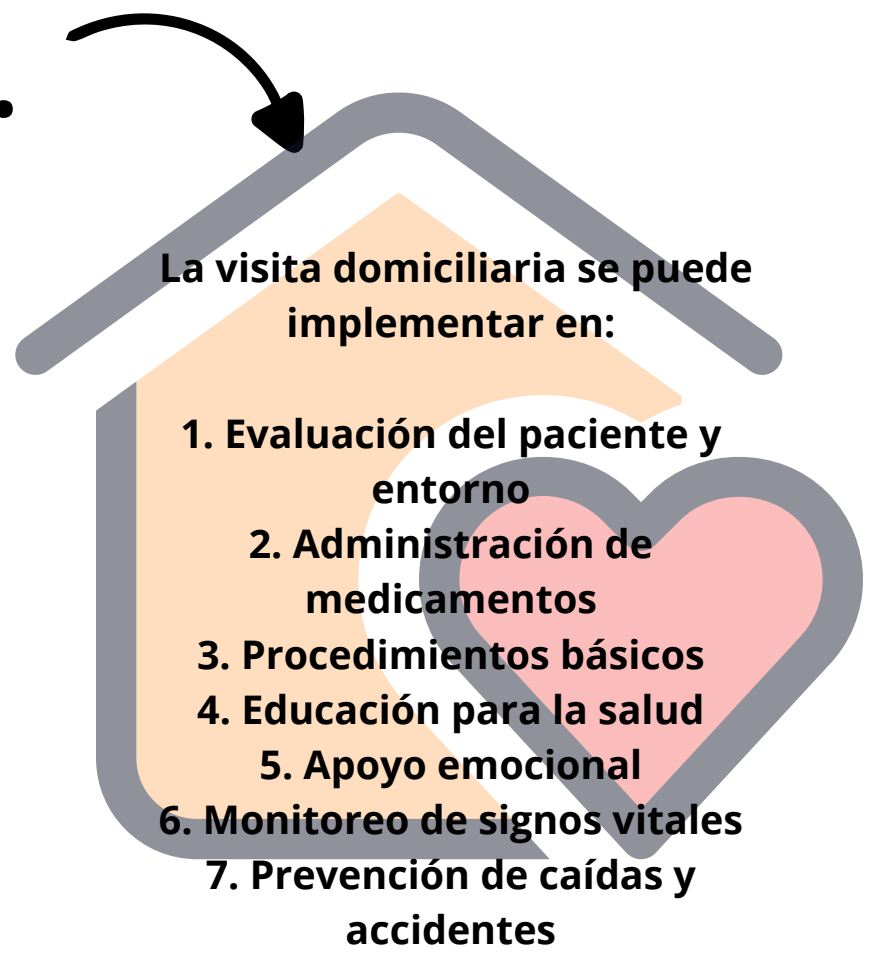 La visita domiciliaria se puede
implementar en:
1. Evaluación del paciente y
entorno
2. Administración de
medicamentos
3. Procedimientos básicos
4. Educación para la salud
5. Apoyo emocional
6. Monitoreo de signos vitales
7. Prevención de caídas y
accidentes